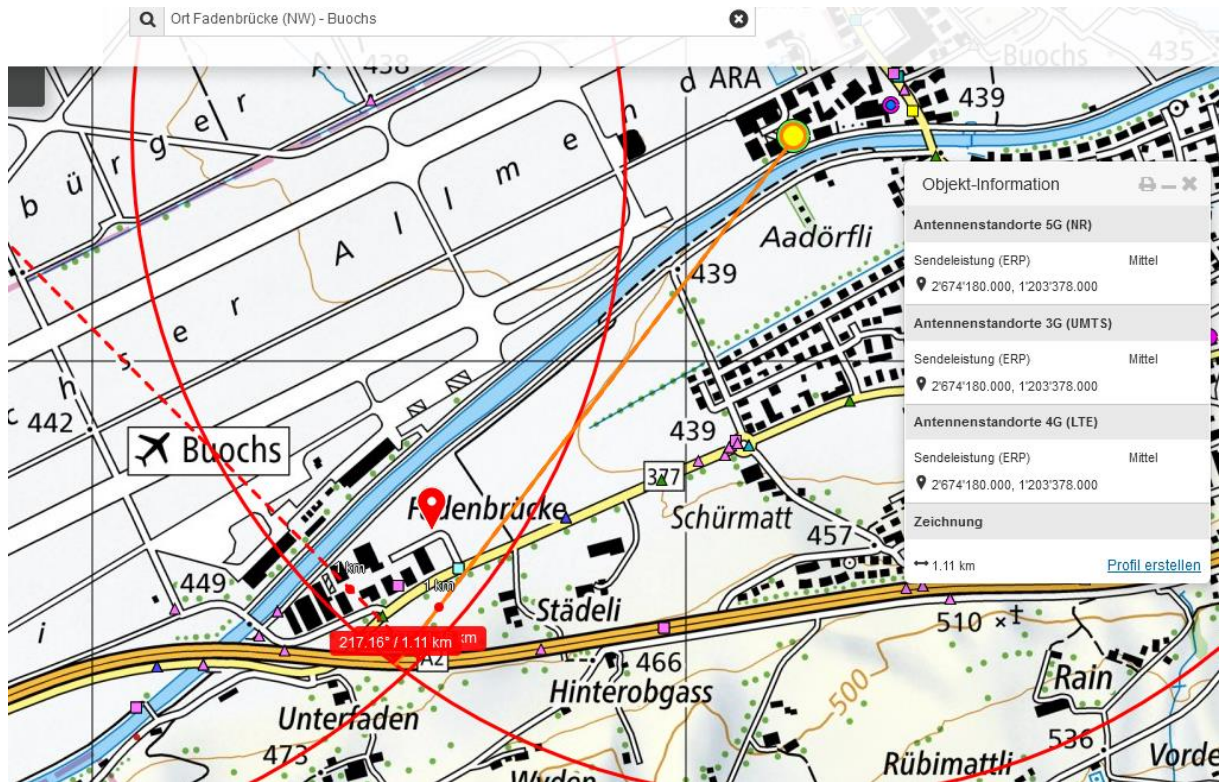 Ort Fadenbrücke (NW) - Buochs
Buochs
435
438
ARA
439
bürger
Allmend
Aadörfli
439
442
Buochs
439
377
Fadenbrücke
Schürmatt
457
449
1 km
1 km
Städeli
217.16° / 1.11 km
km
A2
466
510
Hinterobgass
500
Rain
Unterfaden
473
536
Rübimattli
Objekt-Information
Antennenstandorte 5G (NR)
Sendeleistung (ERP) Mittel
2'674'180.000, 1'203'378.000
Antennenstandorte 3G (UMTS)
Sendeleistung (ERP) Mittel
2'674'180.000, 1'203'378.000
Antennenstandorte 4G (LTE)
Sendeleistung (ERP) Mittel
2'674'180.000, 1'203'378.000
Zeichnung
1.11 km Profil erstellen